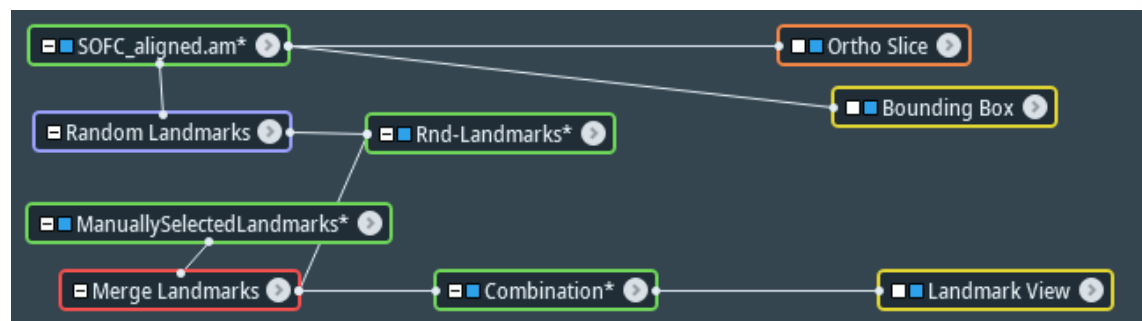 SOFC_aligned.am*
Ortho Slice
Bounding Box
Random Landmarks
Rnd-Landmarks*
ManuallySelectedLandmarks*
Merge Landmarks
Combination*
Landmark View